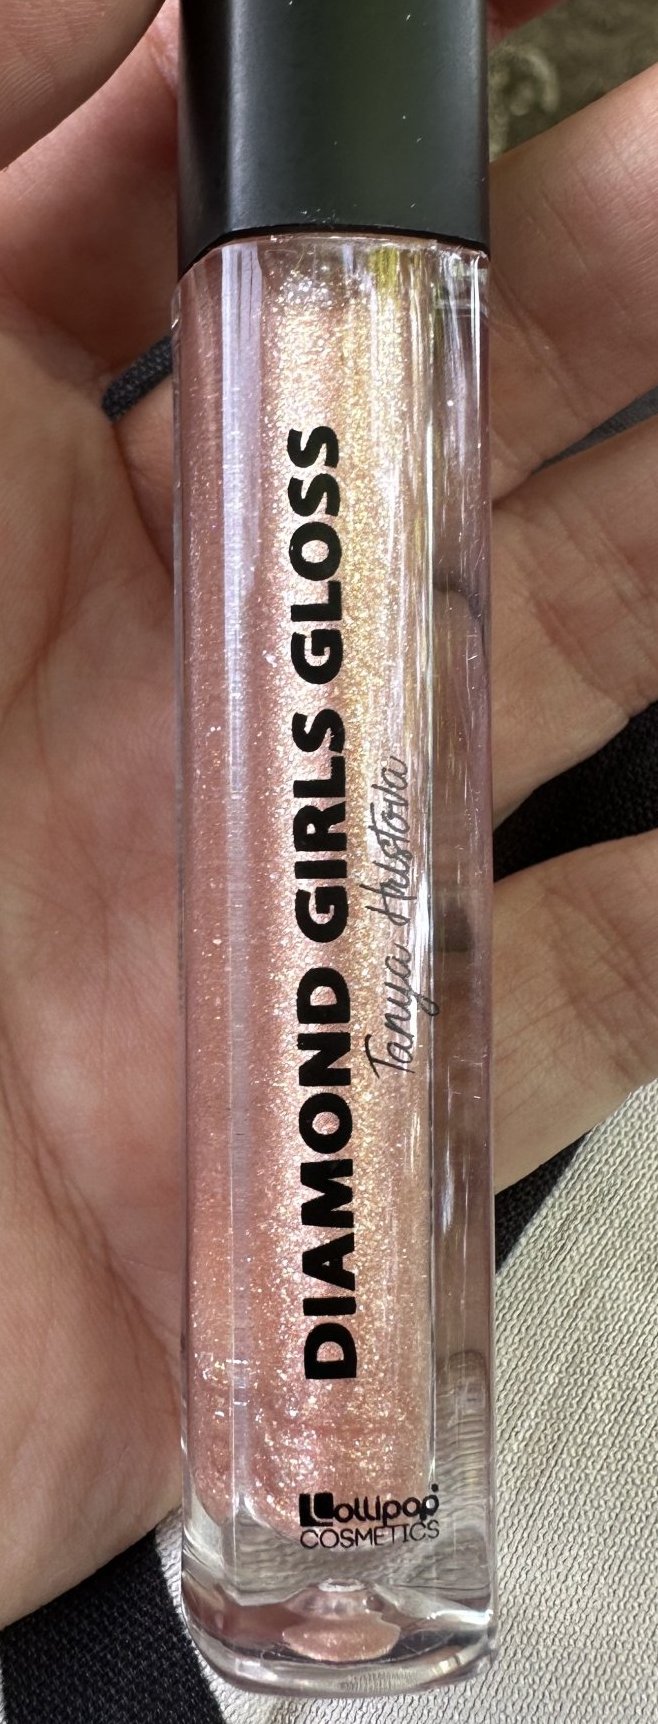 DIAMOND GIRLS GLOSS
Tanya Hristova
Lollipop
COSMETICS